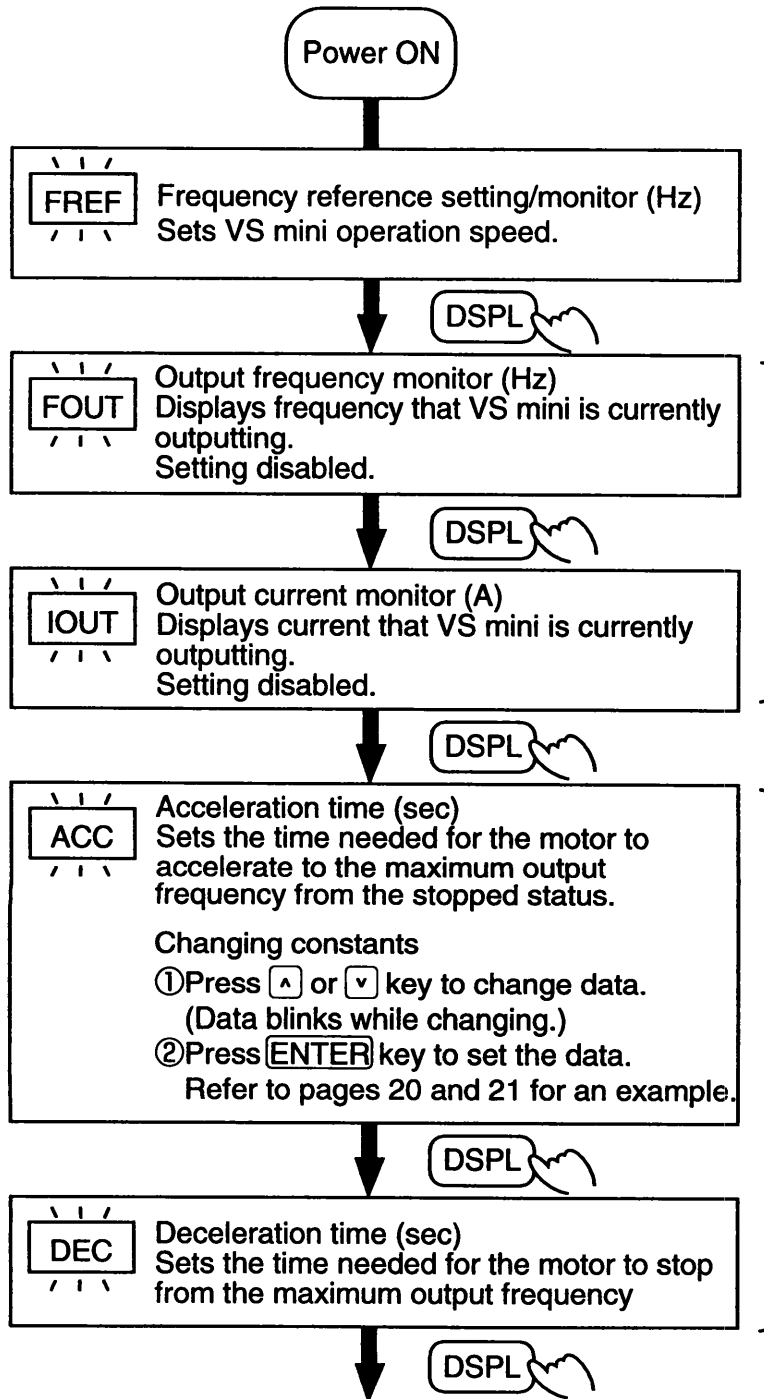 Power ON
FREF
Frequency reference setting/monitor (Hz)
Sets VS mini operation speed.
DSPL
FOUT
Output frequency monitor (Hz)
Displays frequency that VS mini is currently
outputting.
Setting disabled.
DSPL
IOUT
Output current monitor (A)
Displays current that VS mini is currently
outputting.
Setting disabled.
DSPL
ACC
Acceleration time (sec)
Sets the time needed for the motor to
accelerate to the maximum output
frequency from the stopped status.
Changing constants
①Press ∧ or ∨ key to change data.
(Data blinks while changing.)
②Press ENTER key to set the data.
Refer to pages 20 and 21 for an example.
DSPL
DEC
Deceleration time (sec)
Sets the time needed for the motor to stop
from the maximum output frequency
DSPL